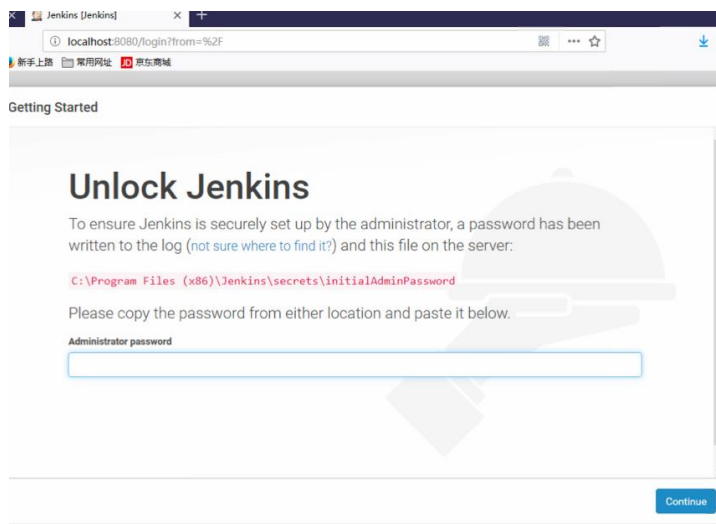 Jenkins [Jenkins]
localhost:8080/login?from=%2F
新手上路 常用网址 JD 京东商城
Getting Started
Unlock Jenkins
To ensure Jenkins is securely set up by the administrator, a password has been
written to the log (not sure where to find it?) and this file on the server:
C:\Program Files (x86)\Jenkins\secrets\initialAdminPassword
Please copy the password from either location and paste it below.
Administrator password
Continue